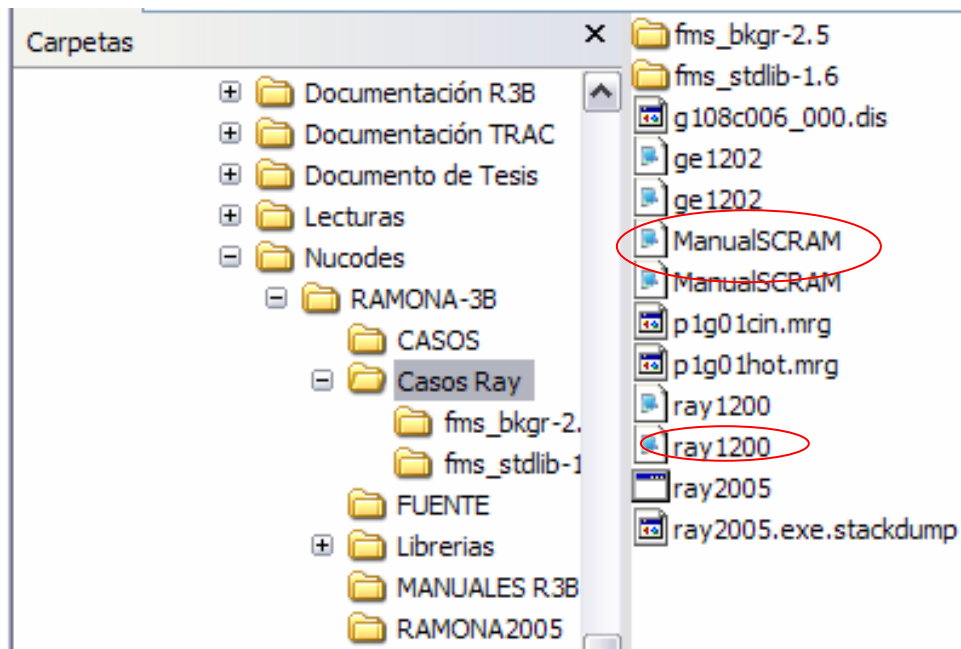 Carpetas
Documentación R3B
Documentación TRAC
Documento de Tesis
Lecturas
Nucodes
RAMONA-3B
CASOS
Casos Ray
fms_bkgr-2.
fms_stdlib-1
FUENTE
Librerias
MANUALES R3B
RAMONA2005
fms_bkgr-2.5
fms_stdlib-1.6
g108c006_000.dis
ge1202
ge1202
ManualSCRAM
ManualSCRAM
p1g01cin.mrg
p1g01hot.mrg
ray1200
ray1200
ray2005
ray2005.exe.stackdump